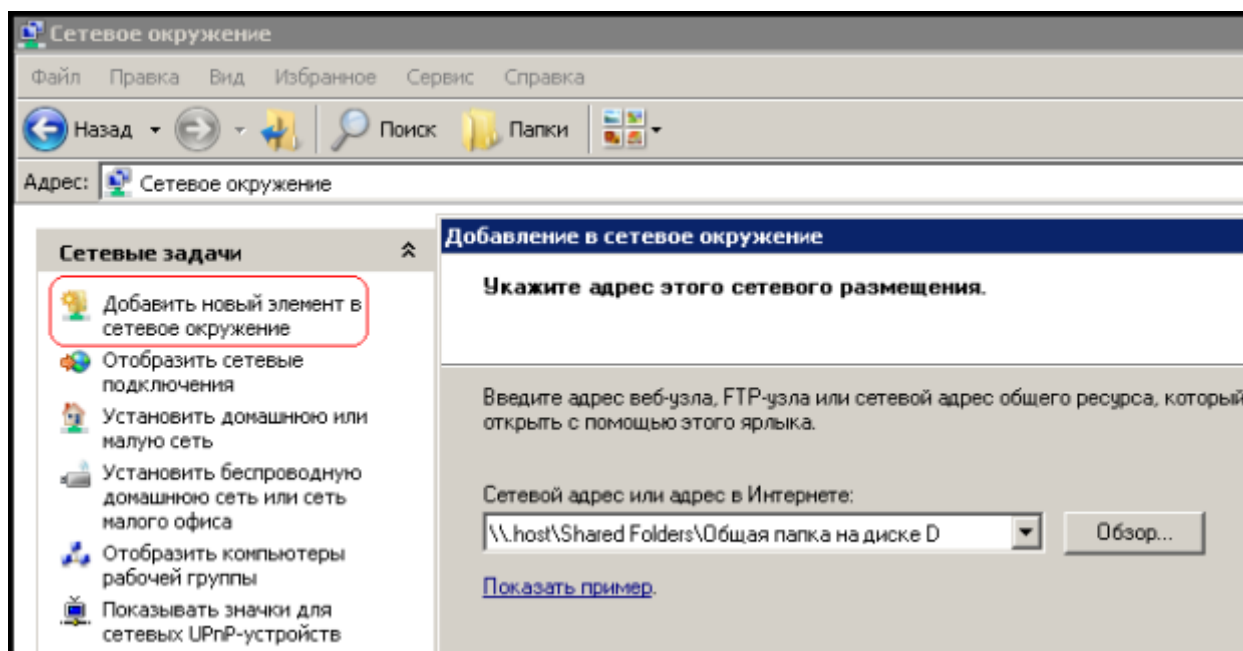 Сетевое окружение
Файл Правка Вид Избранное Сервис Справка
Назад Поиск Папки
Адрес: Сетевое окружение
Сетевые задачи
Добавить новый элемент в
сетевое окружение
Отобразить сетевые
подключения
Установить домашнюю или
малую сеть
Установить беспроводную
домашнюю сеть или сеть
малого офиса
Отобразить компьютеры
рабочей группы
Показывать значки для
сетевых UPnP-устройств
Добавление в сетевое окружение
Укажите адрес этого сетевого размещения.
Введите адрес веб-узла, FTP-узла или сетевой адрес общего ресурса, который
открыть с помощью этого ярлыка.
Сетевой адрес или адрес в Интернете:
\\.host\Shared Folders\Общая папка на диске D
Обзор...
Показать пример.